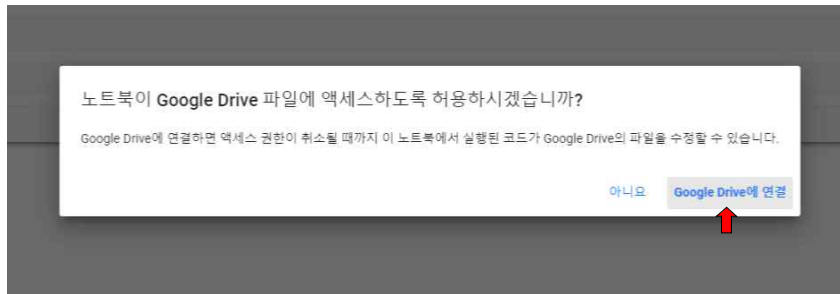 노트북이 Google Drive 파일에 액세스하도록 허용하시겠습니까?
Google Drive에 연결하면 액세스 권한이 취소될 때까지 이 노트북에서 실행된 코드가 Google Drive의 파일을 수정할 수 있습니다.
아니요 Google Drive에 연결